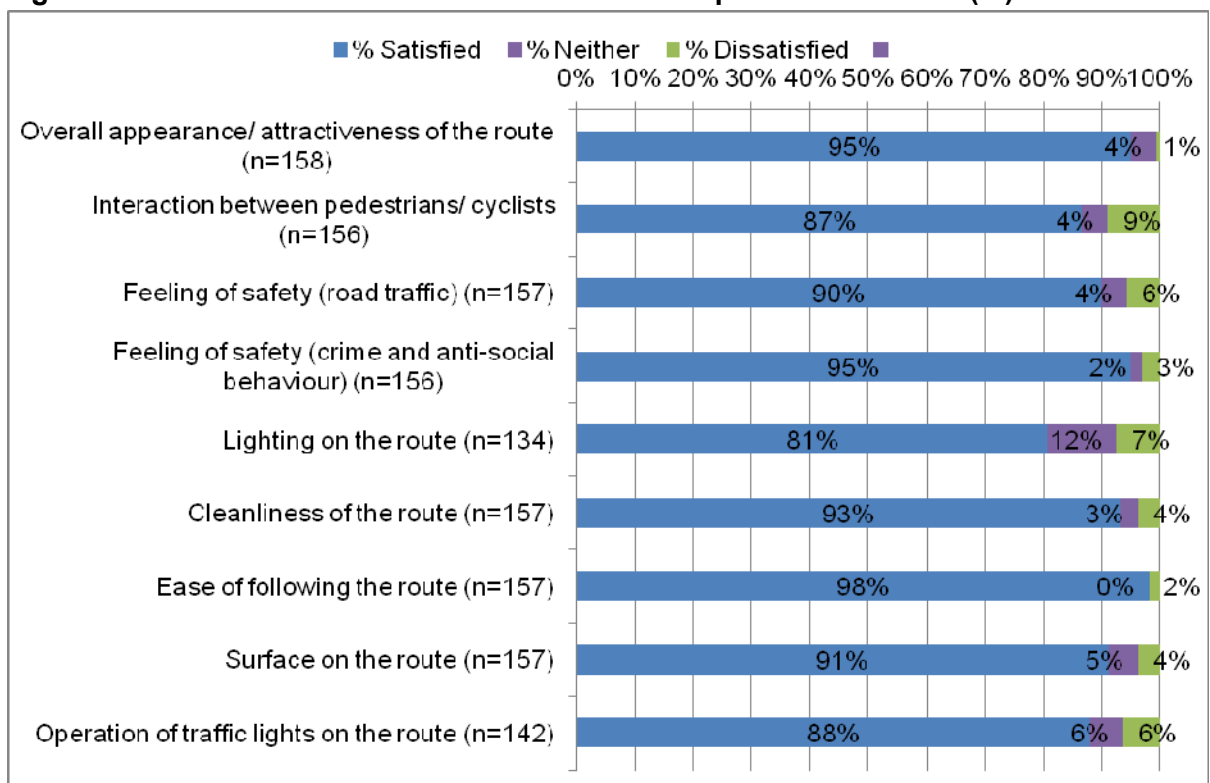 % Satisfied % Neither % Dissatisfied
0% 10% 20% 30% 40% 50% 60% 70% 80% 90% 100%
Overall appearance/ attractiveness of the route
(n=158)
95% 4% 1%
Interaction between pedestrians/ cyclists
(n=156)
87% 4% 9%
Feeling of safety (road traffic) (n=157)
90% 4% 6%
Feeling of safety (crime and anti-social
behaviour) (n=156)
95% 2% 3%
Lighting on the route (n=134)
81% 12% 7%
Cleanliness of the route (n=157)
93% 3% 4%
Ease of following the route (n=157)
98% 0% 2%
Surface on the route (n=157)
91% 5% 4%
Operation of traffic lights on the route (n=142)
88% 6% 6%